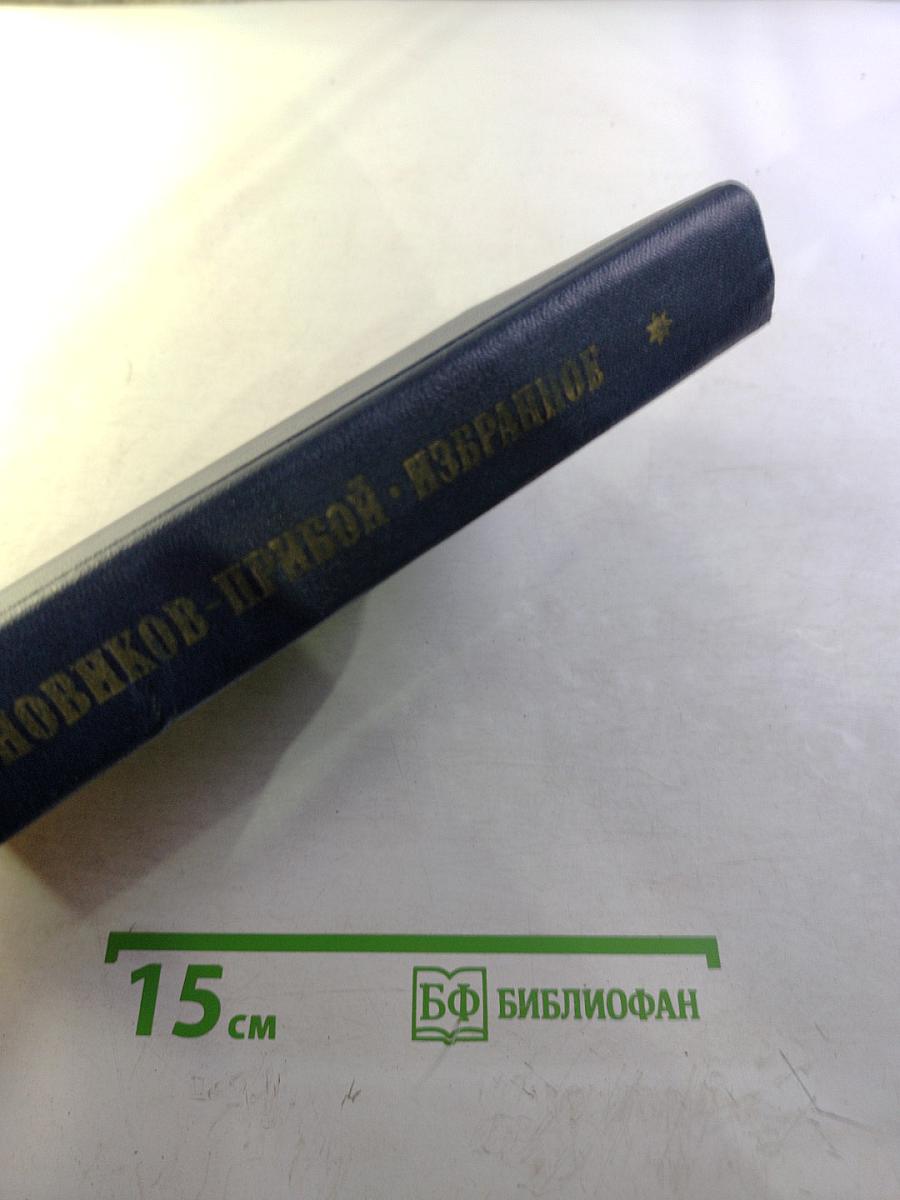 НОВИКОВ-ПРИБОЙ · ИЗБРАННОЕ
15 см
БФ БИБЛИОФАН